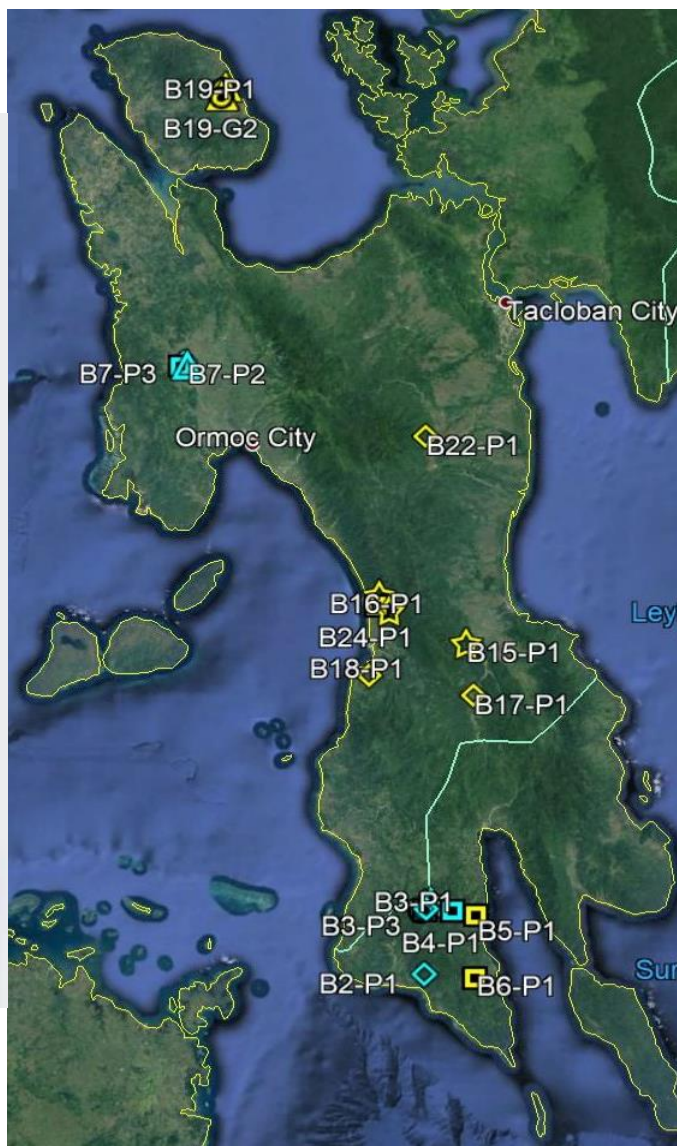 B19-P1
B19-G2
Tacloban City
B7-P3
B7-P2
Ormoc City
B22-P1
B16-P1
Ley
B24-P1
B15-P1
B18-P1
B17-P1
B3-P1
B3-P3
B5-P1
B4-P1
Sur
B2-P1
B6-P1